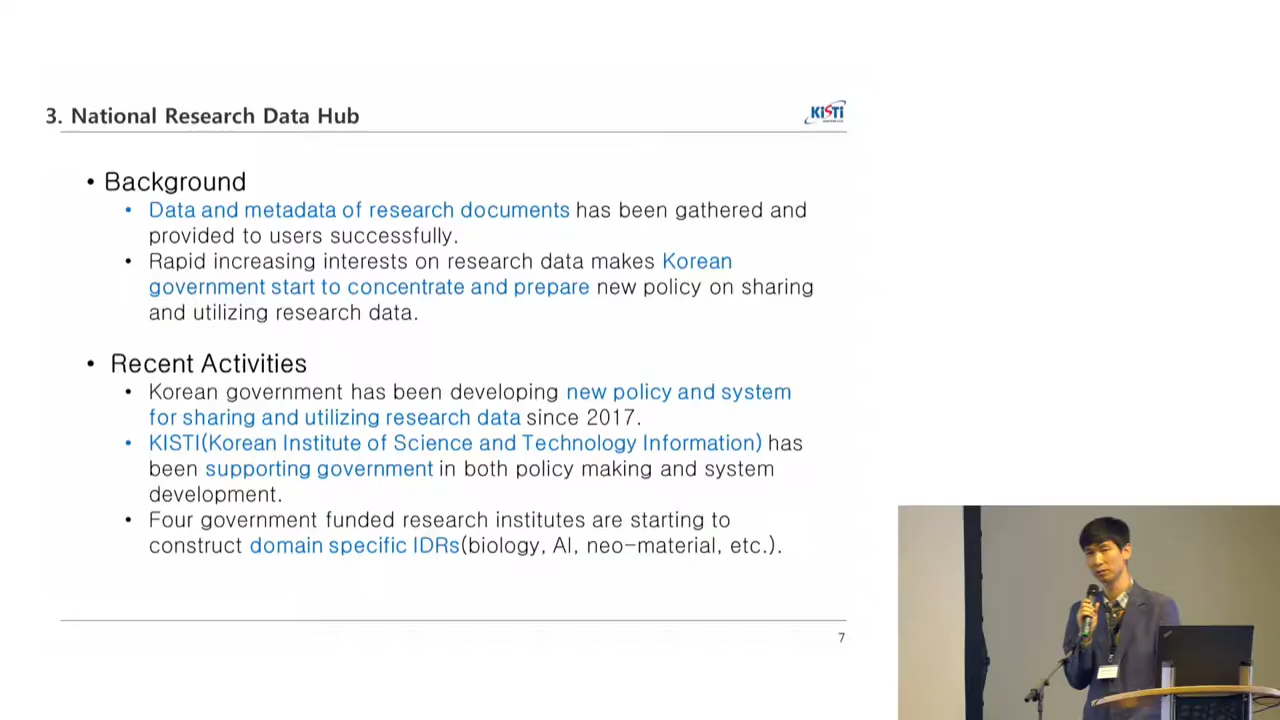 3. National Research Data Hub
KiSTi
• Background
• Data and metadata of research documents has been gathered and
provided to users successfully.
• Rapid increasing interests on research data makes Korean
government start to concentrate and prepare new policy on sharing
and utilizing research data.
• Recent Activities
• Korean government has been developing new policy and system
for sharing and utilizing research data since 2017.
• KISTI(Korean Institute of Science and Technology Information) has
been supporting government in both policy making and system
development.
• Four government funded research institutes are starting to
construct domain specific IDRs(biology, AI, neo-material, etc.).
7